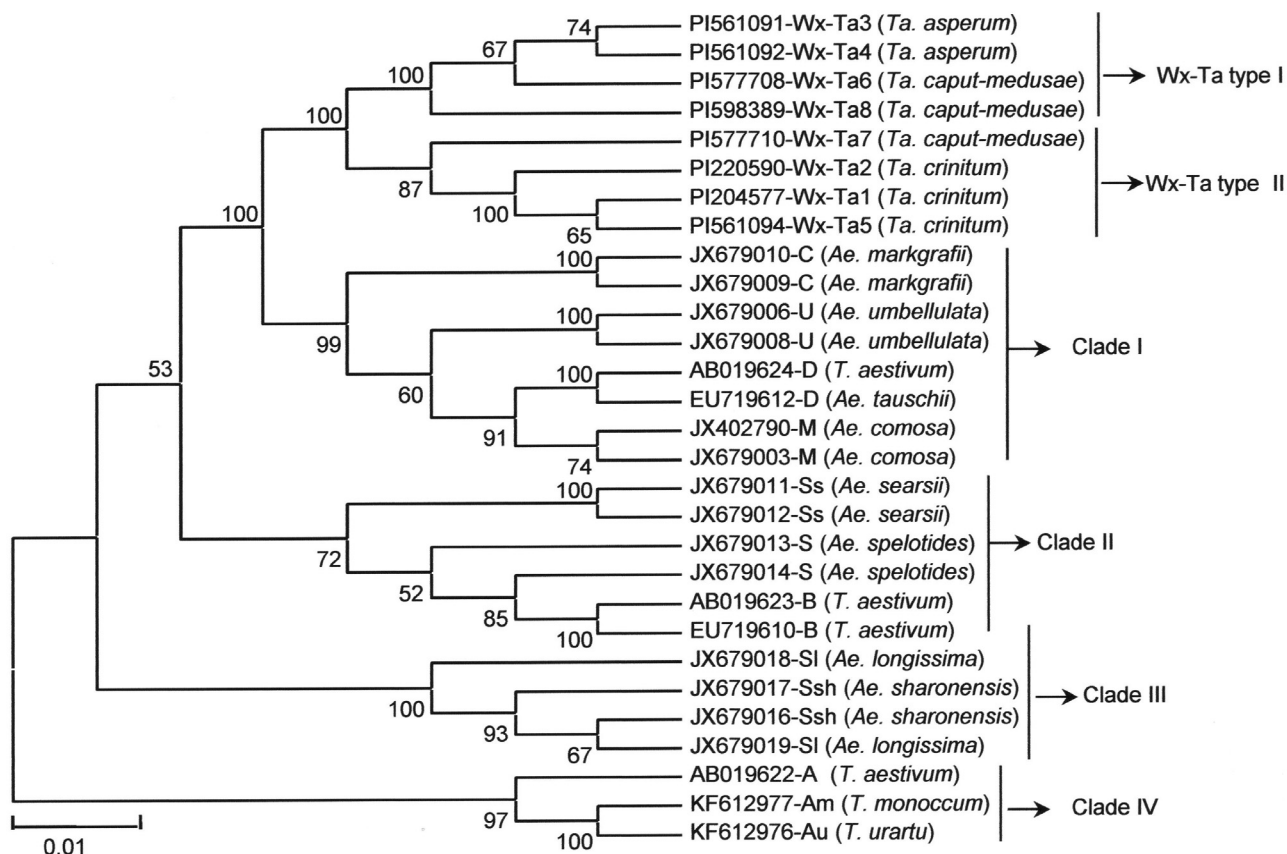 74
PI561091-Wx-Ta3 (Ta. asperum)
67
PI561092-Wx-Ta4 (Ta. asperum)
100
PI577708-Wx-Ta6 (Ta. caput-medusae)
Wx-Ta type I
100
PI598389-Wx-Ta8 (Ta. caput-medusae)
PI577710-Wx-Ta7 (Ta. caput-medusae)
87
PI220590-Wx-Ta2 (Ta. crinitum)
Wx-Ta type II
100
100
PI204577-Wx-Ta1 (Ta. crinitum)
65
PI561094-Wx-Ta5 (Ta. crinitum)
100
JX679010-C (Ae. markgrafii)
JX679009-C (Ae. markgrafii)
99
100
JX679006-U (Ae. umbellulata)
JX679008-U (Ae. umbellulata)
Clade I
53
60
100
AB019624-D (T. aestivum)
EU719612-D (Ae. tauschii)
91
JX402790-M (Ae. comosa)
74
JX679003-M (Ae. comosa)
100
JX679011-Ss (Ae. searsii)
JX679012-Ss (Ae. searsii)
72
JX679013-S (Ae. spelotides)
Clade II
52
JX679014-S (Ae. spelotides)
85
AB019623-B (T. aestivum)
100
EU719610-B (T. aestivum)
JX679018-Sl (Ae. longissima)
100
JX679017-Ssh (Ae. sharonensis)
Clade III
93
JX679016-Ssh (Ae. sharonensis)
67
JX679019-Sl (Ae. longissima)
AB019622-A (T. aestivum)
97
KF612977-Am (T. monoccum)
Clade IV
100
KF612976-Au (T. urartu)
0.01